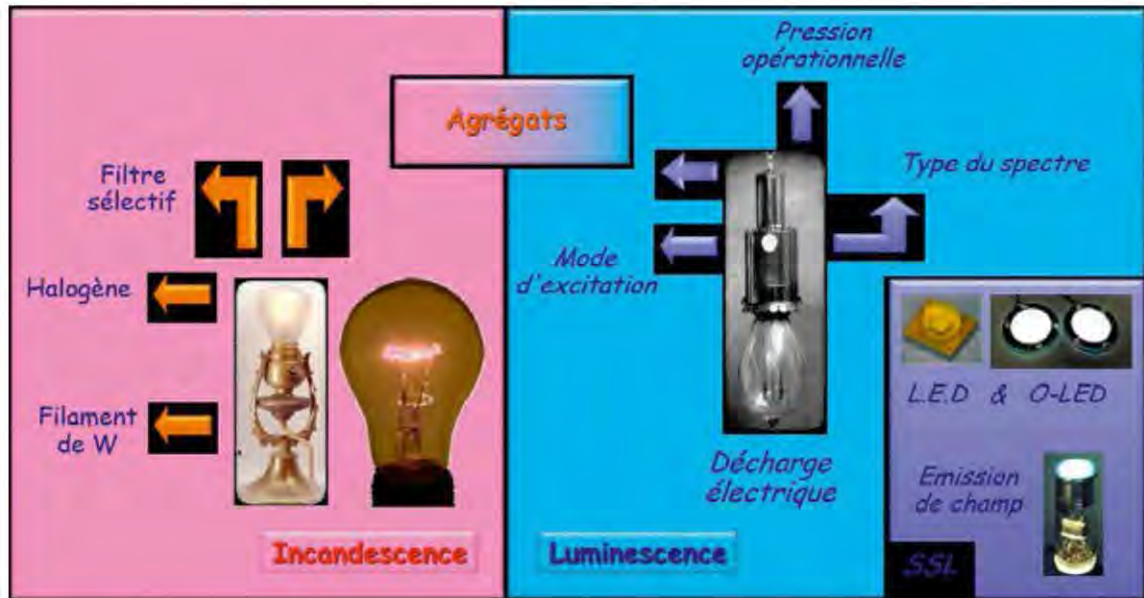 Agrégats
Filtre
sélectif
Halogène
Filament
de W
Incandescence
Pression
opérationnelle
Type du spectre
Mode
d'excitation
Décharge
électrique
Luminescence
L.E.D & O-LED
Emission
de champ
SSL